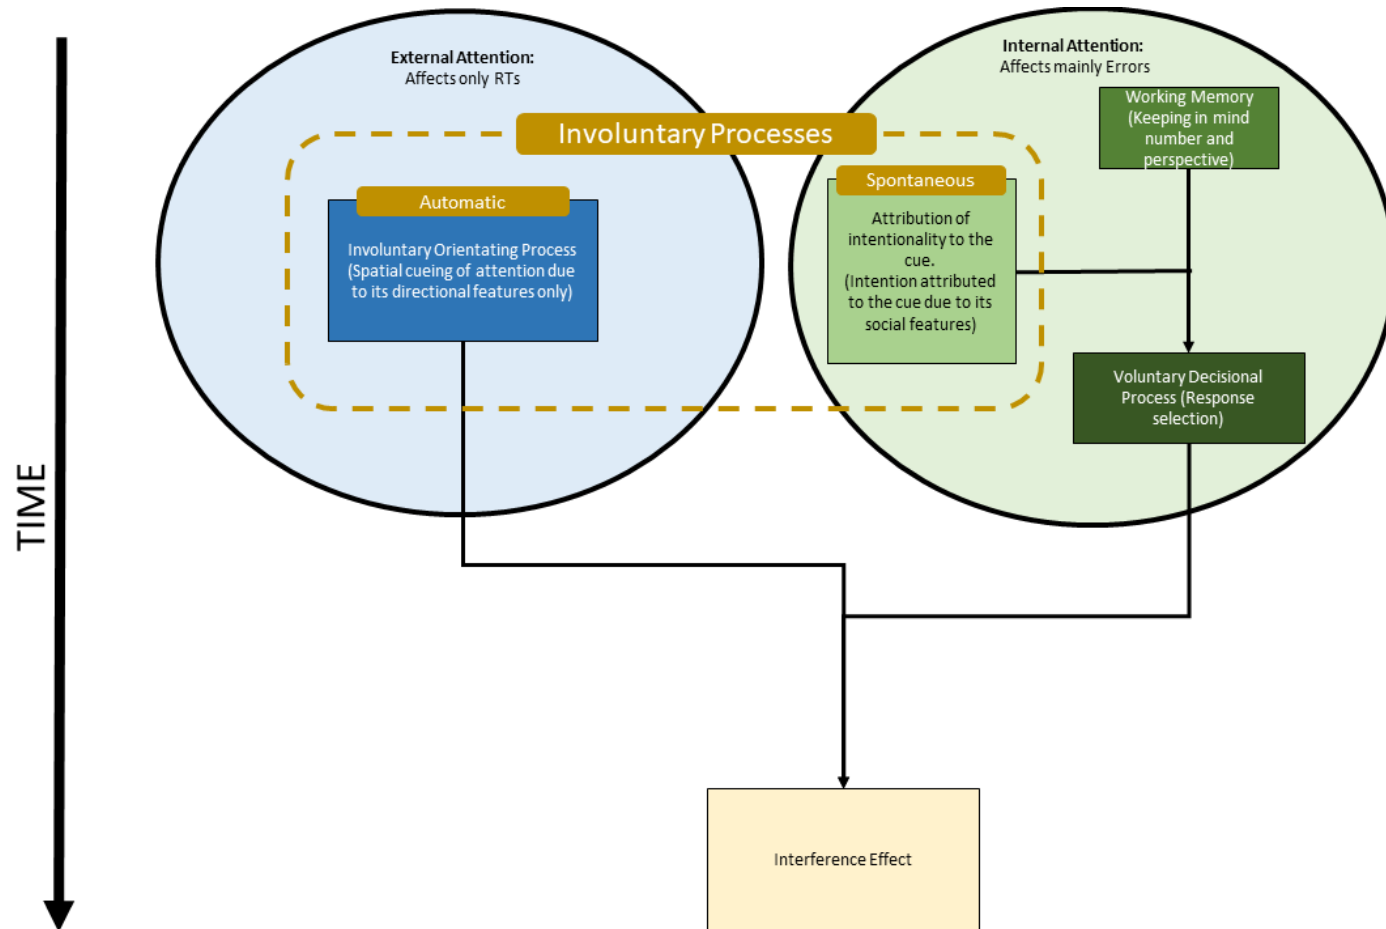 External Attention:
Affects only RTs
Internal Attention:
Affects mainly Errors
Working Memory
(Keeping in mind
number and
perspective)
Involuntary Processes
Spontaneous
Attribution of
intentionality to the
cue.
(Intention attributed
to the cue due to its
social features)
Automatic
Involuntary Orientating Process
(Spatial cueing of attention due
to its directional features only)
Voluntary Decisional
Process (Response
selection)
TIME
Interference Effect